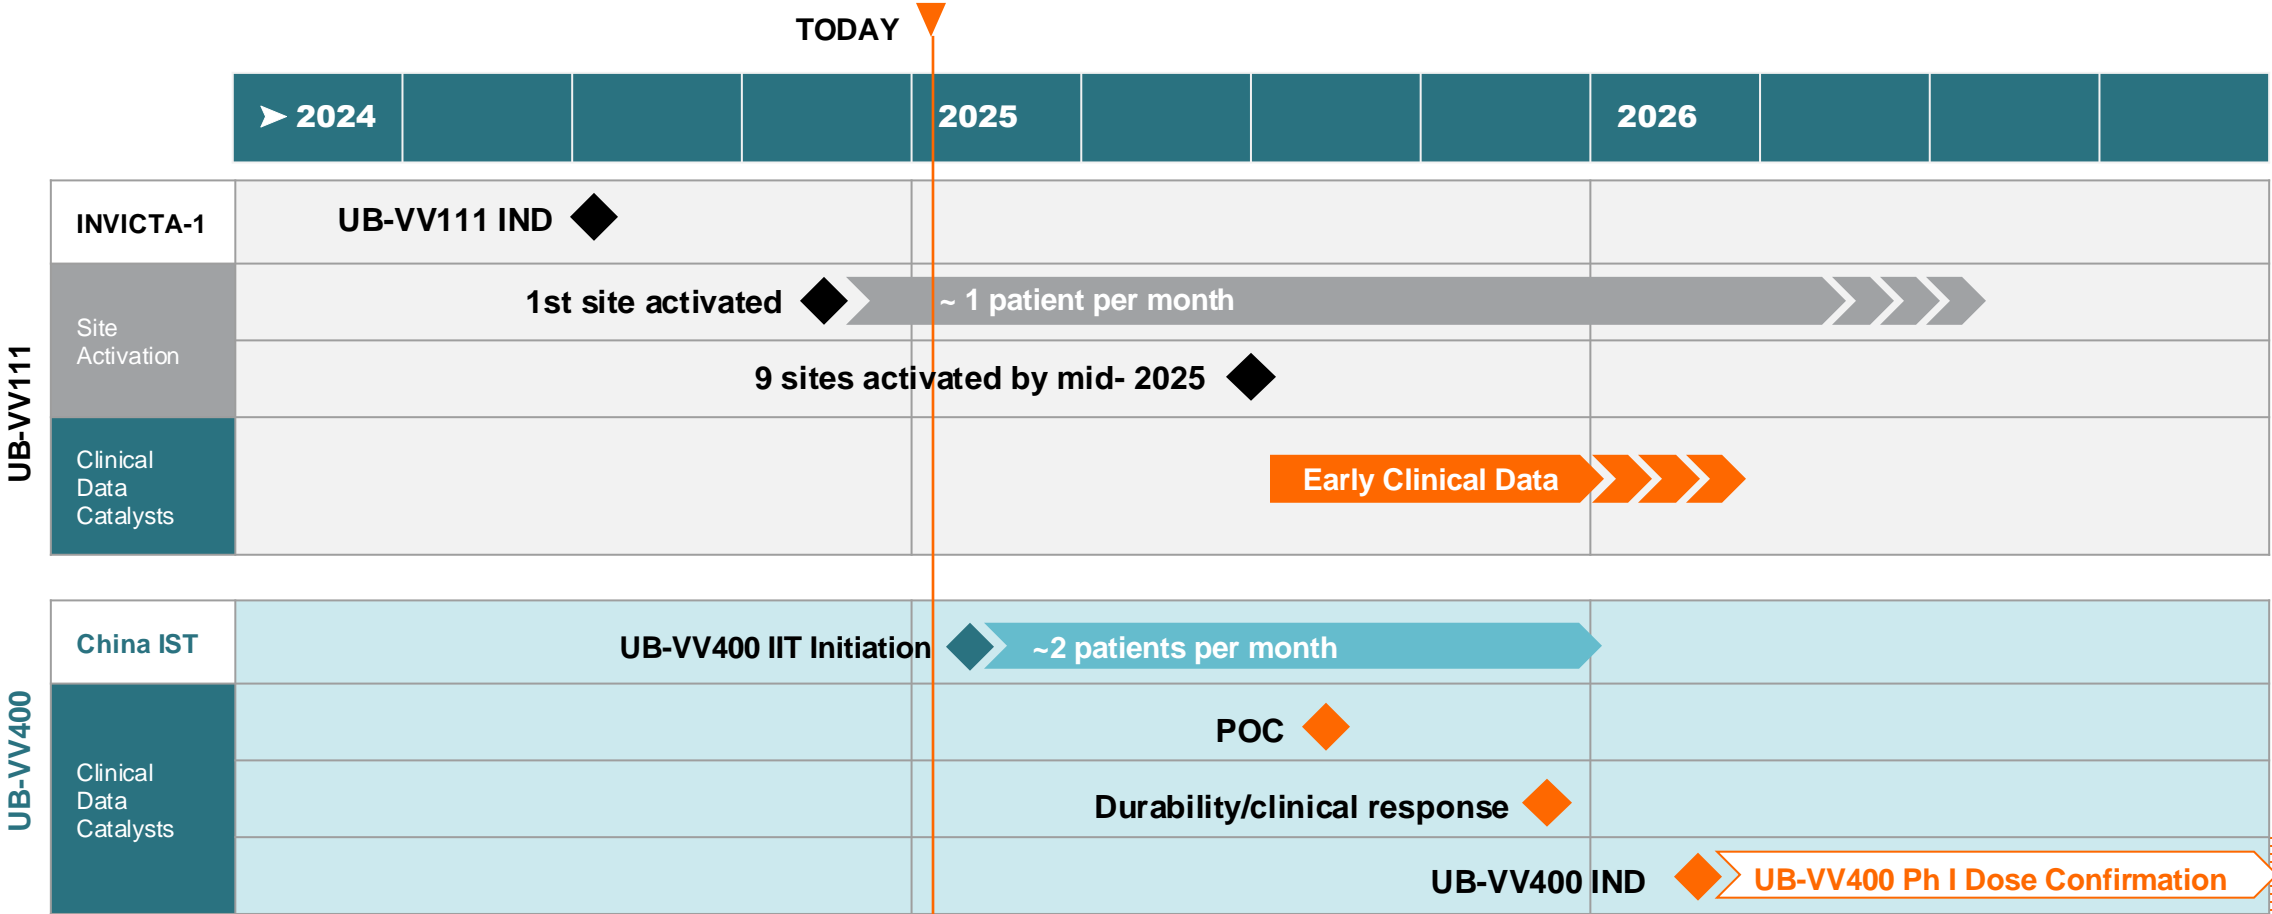 TODAY
➤ 2024
2025
2026
UB-VV111
INVICTA-1
UB-VV111 IND
Site
Activation
1st site activated
~ 1 patient per month
9 sites activated by mid- 2025
Clinical
Data
Catalysts
Early Clinical Data
UB-VV400
China IST
UB-VV400 IIT Initiation
~2 patients per month
Clinical
Data
Catalysts
POC
Durability/clinical response
UB-VV400 IND
UB-VV400 Ph I Dose Confirmation